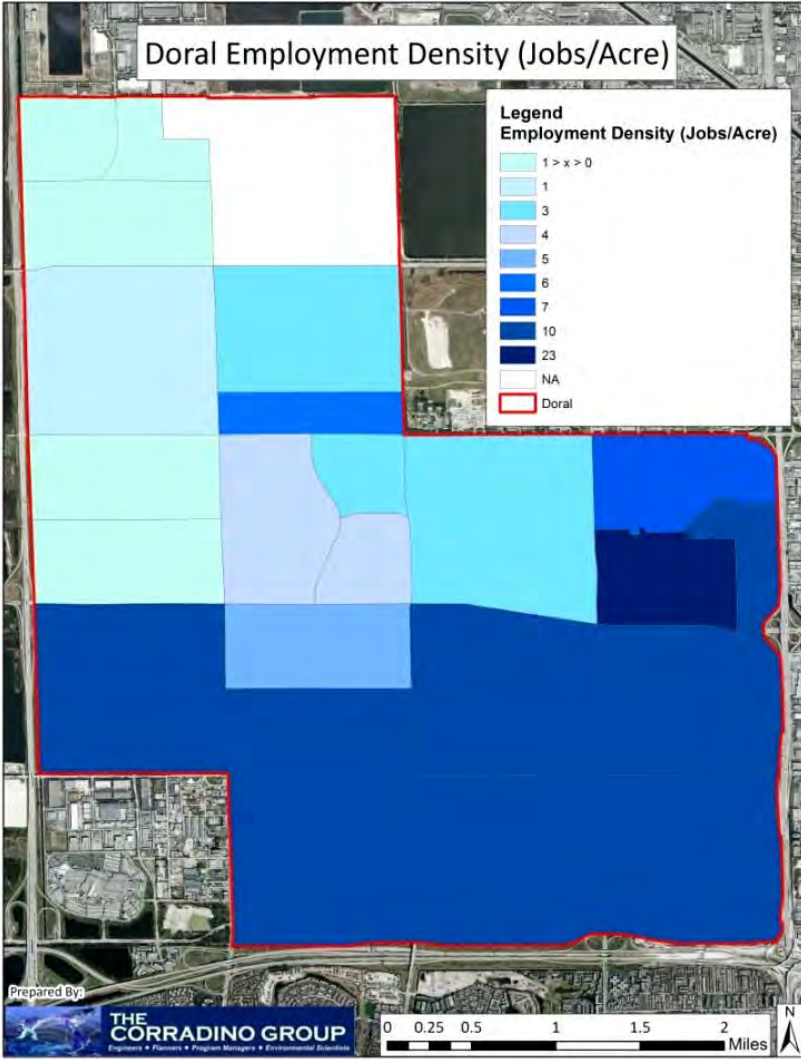 Doral Employment Density (Jobs/Acre)
Legend
Employment Density (Jobs/Acre)
1 > x > 0
1
3
4
5
6
7
10
23
NA
Doral
Prepared By:
THE
CORRADINO GROUP
Engineers • Planners • Program Managers • Environmental Scientists
0 0.25 0.5 1 1.5 2
Miles
N